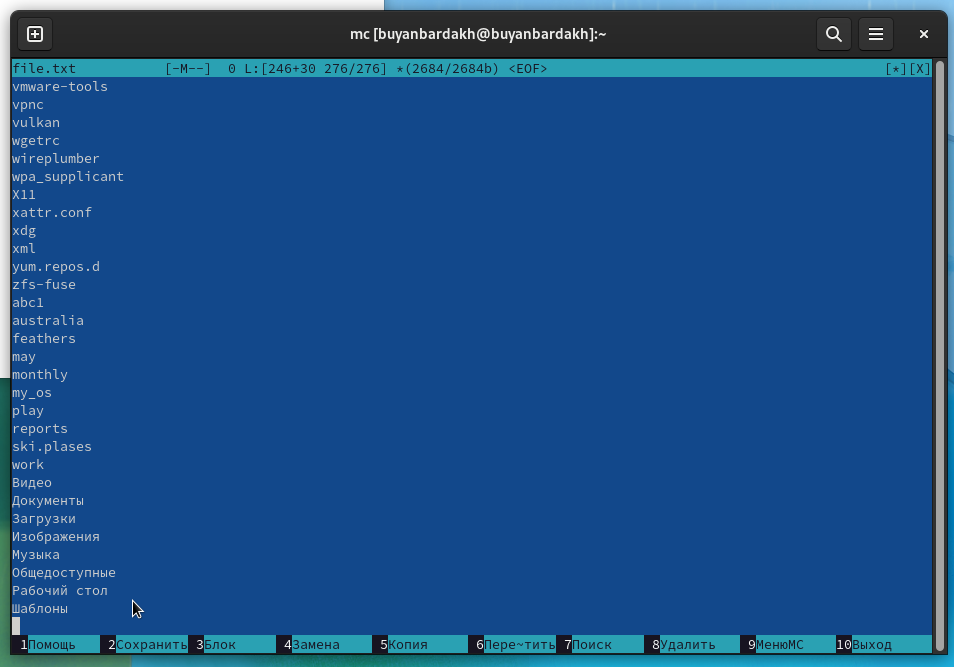 mc [buyanbardakh@buyanbardakh]:~
file.txt [-M--] 0 L:[246+30 276/276] *(2684/2684b) <EOF> [*][X]
vmware-tools
vpnc
vulkan
wgetrc
wireplumber
wpa_supplicant
X11
xattr.conf
xdg
xml
yum.repos.d
zfs-fuse
abc1
australia
feathers
may
monthly
my_os
play
reports
ski.plases
work
Видео
Документы
Загрузки
Изображения
Музыка
Общедоступные
Рабочий стол
Шаблоны
1Помощь 2Сохранить 3Блок 4Замена 5Копия 6Пере~тить 7Поиск 8Удалить 9МенюMC 10Выход